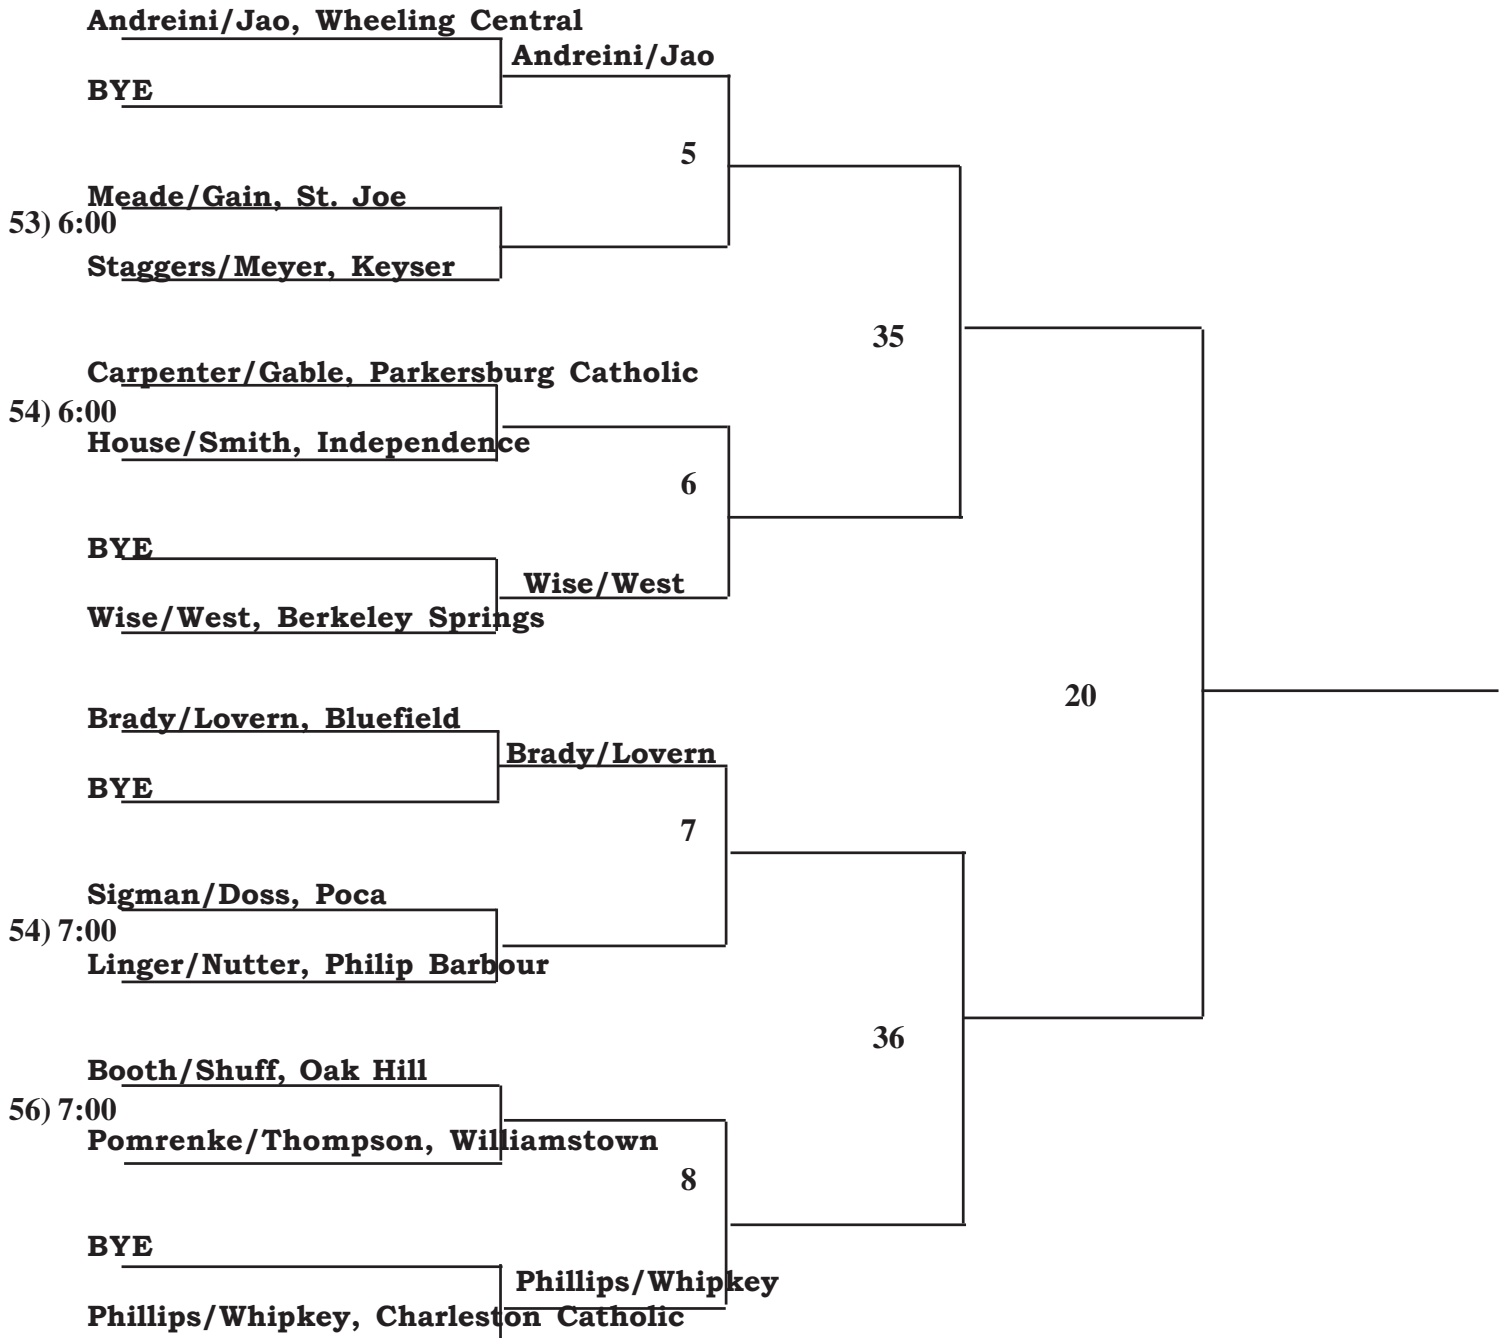 Andreini/Jao, Wheeling Central
Andreini/Jao
BYE
5
Meade/Gain, St. Joe
53) 6:00
Staggers/Meyer, Keyser
35
Carpenter/Gable, Parkersburg Catholic
54) 6:00
House/Smith, Independence
6
BYE
Wise/West
Wise/West, Berkeley Springs
20
Brady/Lovern, Bluefield
Brady/Lovern
BYE
7
Sigman/Doss, Poca
54) 7:00
Linger/Nutter, Philip Barbour
36
Booth/Shuff, Oak Hill
56) 7:00
Pomrenke/Thompson, Williamstown
8
BYE
Phillips/Whipkey
Phillips/Whipkey, Charleston Catholic